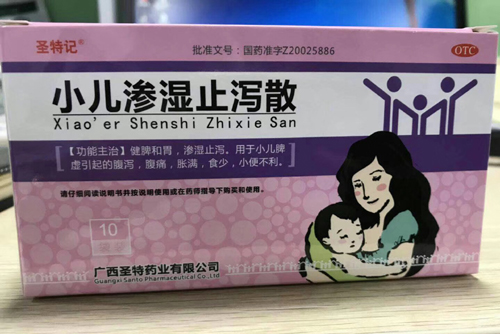 圣特记®
批准文号：国药准字Z20025886
OTC
小儿渗湿止泻散
Xiao'er Shenshi Zhixie San
【功能主治】健脾和胃，渗湿止泻。用于小儿脾
虚引起的腹泻，腹痛，胀满，食少，小便不利。
请仔细阅读说明书并按说明使用或在药师指导下购买和使用。
10
广西圣特药业有限公司
Guangxi Santo Pharmaceutical Co.,Ltd